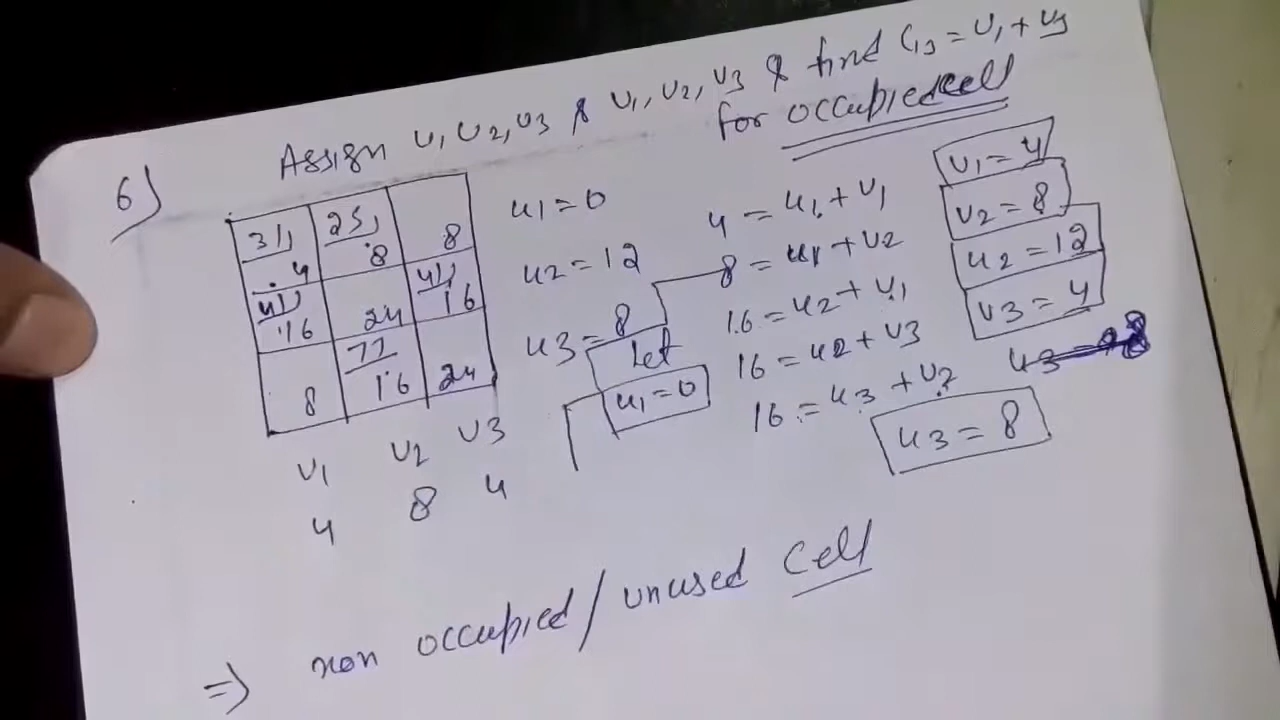 Assign U1 U2, U3 & V1, V2, V3 & find Cij = Ui + Vj
for occupied cell
6)
31) 25)
4 8 8
41) 41)
16 24 16
77
8 16 24
V1 V2 V3
4 8 4
u1 = 0
u2 = 12
u3 = 8
Let
u1 = 0
4 = u1 + V1
8 = u1 + V2
16 = u2 + V1
16 = u2 + V3
16 = u3 + V2
V1 = 4
V2 = 8
u2 = 12
V3 = 4
u3 = 8
=> non occupied / unused cell